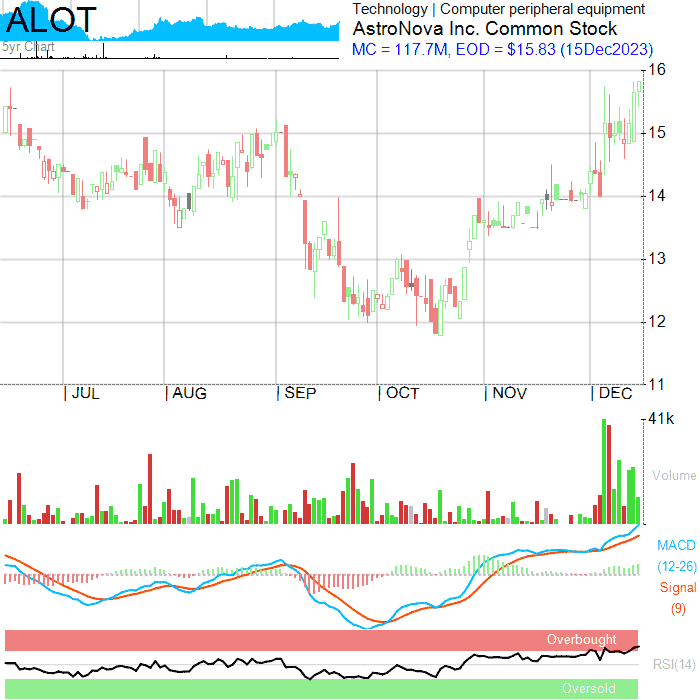 ALOT
5yr Chart
Technology | Computer peripheral equipment
AstroNova Inc. Common Stock
MC = 117.7M, EOD = $15.83 (15Dec2023)
16
15
14
13
12
11
JUL
AUG
SEP
OCT
NOV
DEC
41k
Volume
MACD
(12-26)
Signal
(9)
Overbought
RSI(14)
Oversold